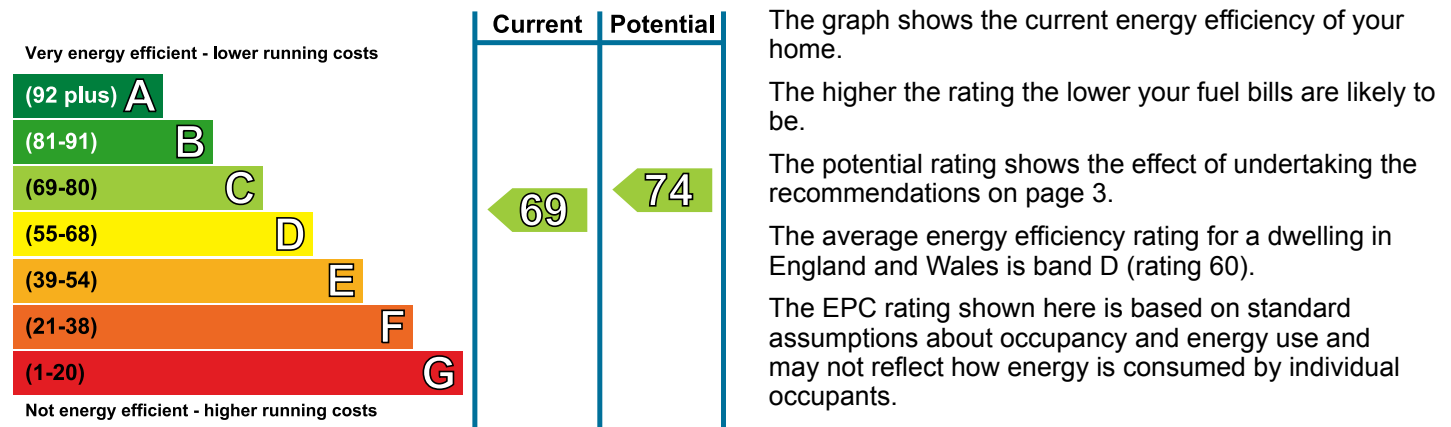 Current Potential
Very energy efficient - lower running costs
(92 plus) A
(81-91) B
(69-80) C
(55-68) D
(39-54) E
(21-38) F
(1-20) G
Not energy efficient - higher running costs
69
74
The graph shows the current energy efficiency of your
home.
The higher the rating the lower your fuel bills are likely to
be.
The potential rating shows the effect of undertaking the
recommendations on page 3.
The average energy efficiency rating for a dwelling in
England and Wales is band D (rating 60).
The EPC rating shown here is based on standard
assumptions about occupancy and energy use and
may not reflect how energy is consumed by individual
occupants.